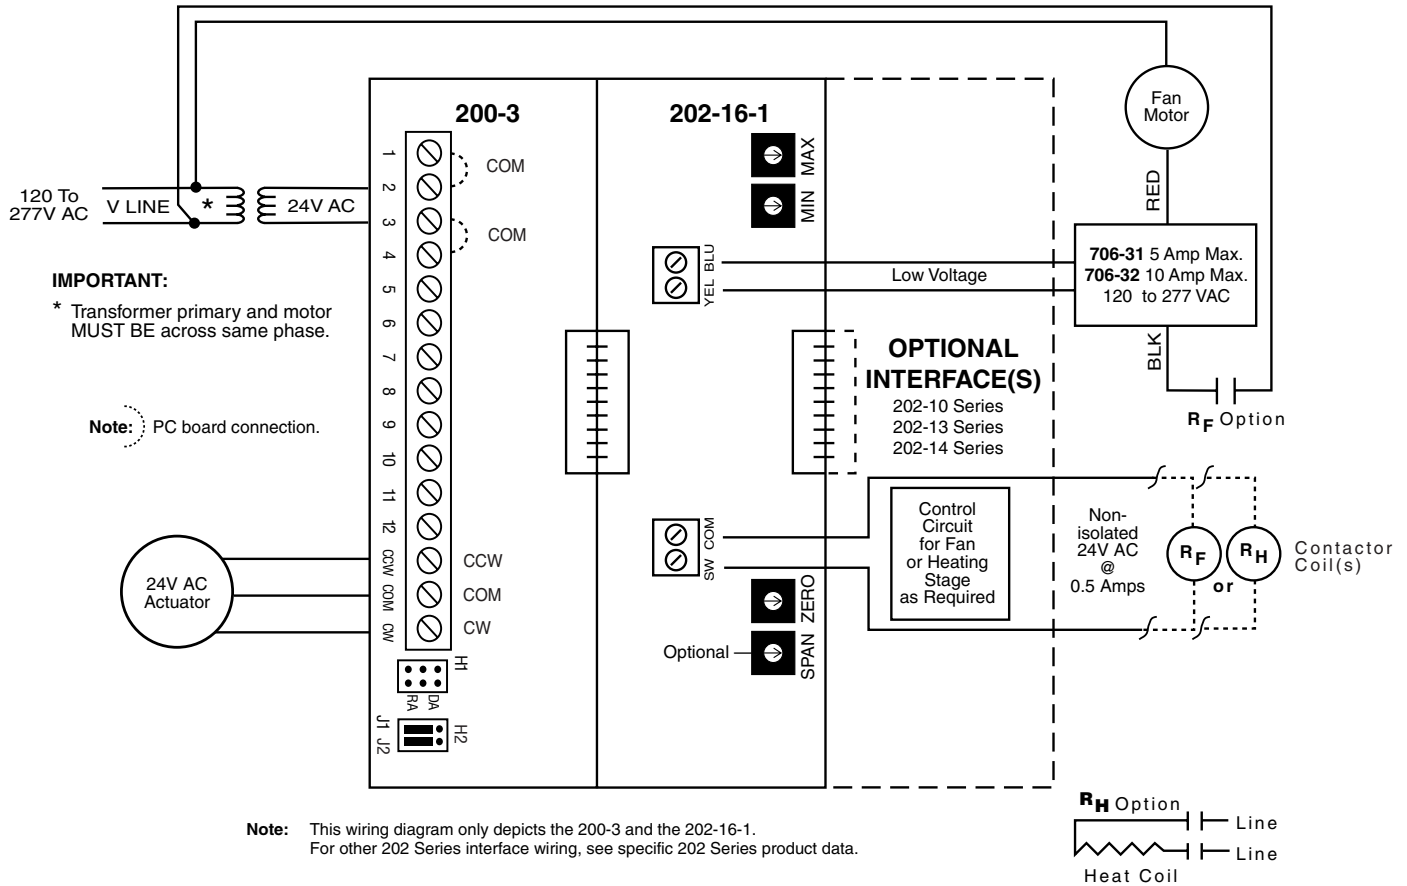 200-3
202-16-1
1
2
3
4
5
6
7
8
9
10
11
12
CCW
COM
CW
COM
COM
CCW
COM
CW
H1
RA
DA
J1
J2
H2
120 To
277V AC
V LINE
*
24V AC
IMPORTANT:
* Transformer primary and motor
MUST BE across same phase.
Note: PC board connection.
24V AC
Actuator
MAX
MIN
BLU
YEL
Low Voltage
COM
SW
ZERO
SPAN
Optional
OPTIONAL
INTERFACE(S)
202-10 Series
202-13 Series
202-14 Series
Control
Circuit
for Fan
or Heating
Stage
as Required
Fan
Motor
RED
706-31 5 Amp Max.
706-32 10 Amp Max.
120 to 277 VAC
BLK
RF Option
Non-
isolated
24V AC
@
0.5 Amps
RF
or
RH
Contactor
Coil(s)
RH Option
Line
Line
Heat Coil
Note: This wiring diagram only depicts the 200-3 and the 202-16-1.
For other 202 Series interface wiring, see specific 202 Series product data.